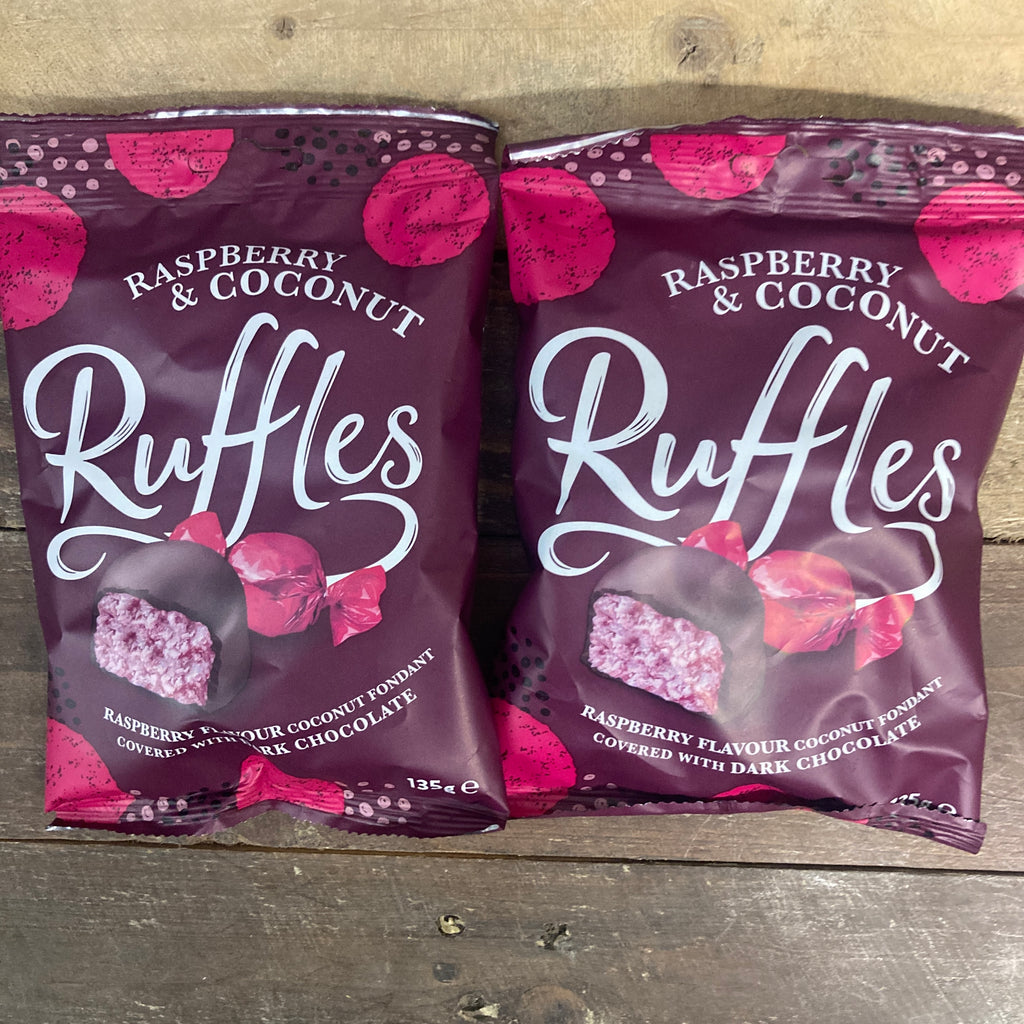 RASPBERRY
& COCONUT
Ruffles
RASPBERRY FLAVOUR COCONUT FONDANT
COVERED WITH DARK CHOCOLATE
135g e
RASPBERRY
& COCONUT
Ruffles
RASPBERRY FLAVOUR COCONUT FONDANT
COVERED WITH DARK CHOCOLATE